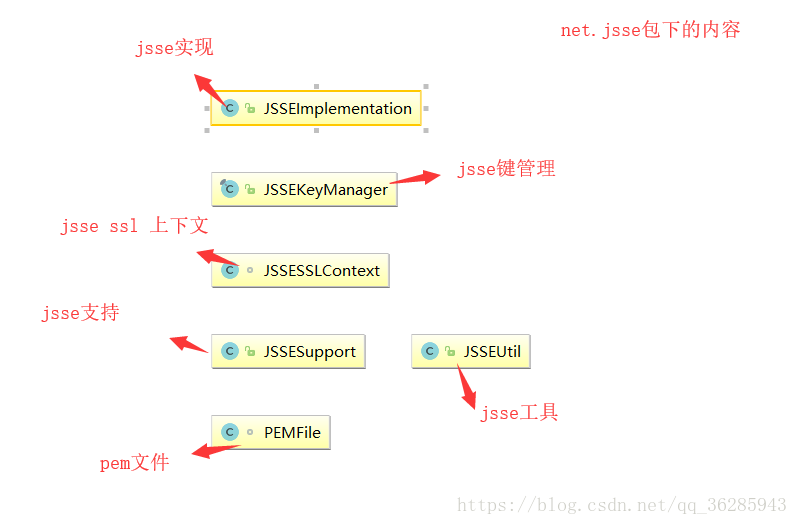 net.jsse包下的内容
jsse实现
JSSEImplementation
jsse键管理
JSSEKeyManager
jsse ssl 上下文
JSSESSLContext
jsse支持
JSSESupport
JSSEUtil
jsse工具
PEMFile
pem文件
https://blog.csdn.net/qq_36285943